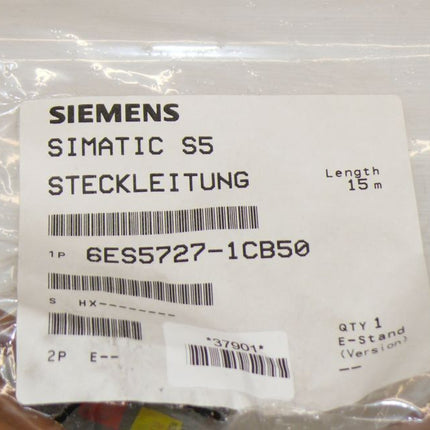 SIEMENS
SIMATIC S5
STECKLEITUNG
Length
15 m
1P 6ES5727-1CB50
S HX--------
*37901*
2P E--
QTY 1
E-Stand
(Version)
--